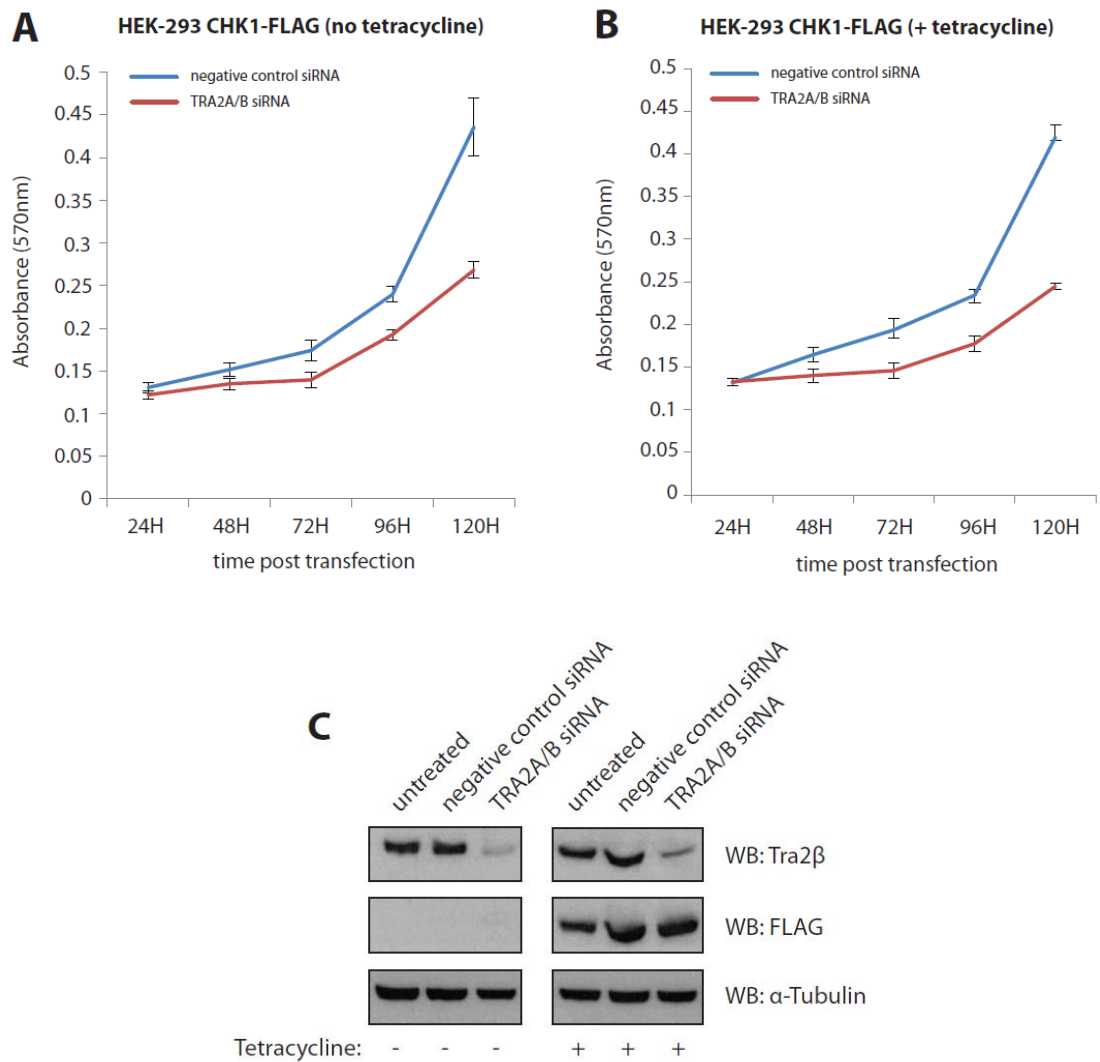 A
HEK-293 CHK1-FLAG (no tetracycline)
negative control siRNA
TRA2A/B siRNA
Absorbance (570nm)
0.5
0.45
0.4
0.35
0.3
0.25
0.2
0.15
0.1
0.05
0
24H 48H 72H 96H 120H
time post transfection
B
HEK-293 CHK1-FLAG (+ tetracycline)
negative control siRNA
TRA2A/B siRNA
Absorbance (570nm)
0.5
0.45
0.4
0.35
0.3
0.25
0.2
0.15
0.1
0.05
0
24H 48H 72H 96H 120H
time post transfection
C
untreated
negative control siRNA
TRA2A/B siRNA
untreated
negative control siRNA
TRA2A/B siRNA
WB: Tra2β
WB: FLAG
WB: α-Tubulin
Tetracycline: - - - + + +